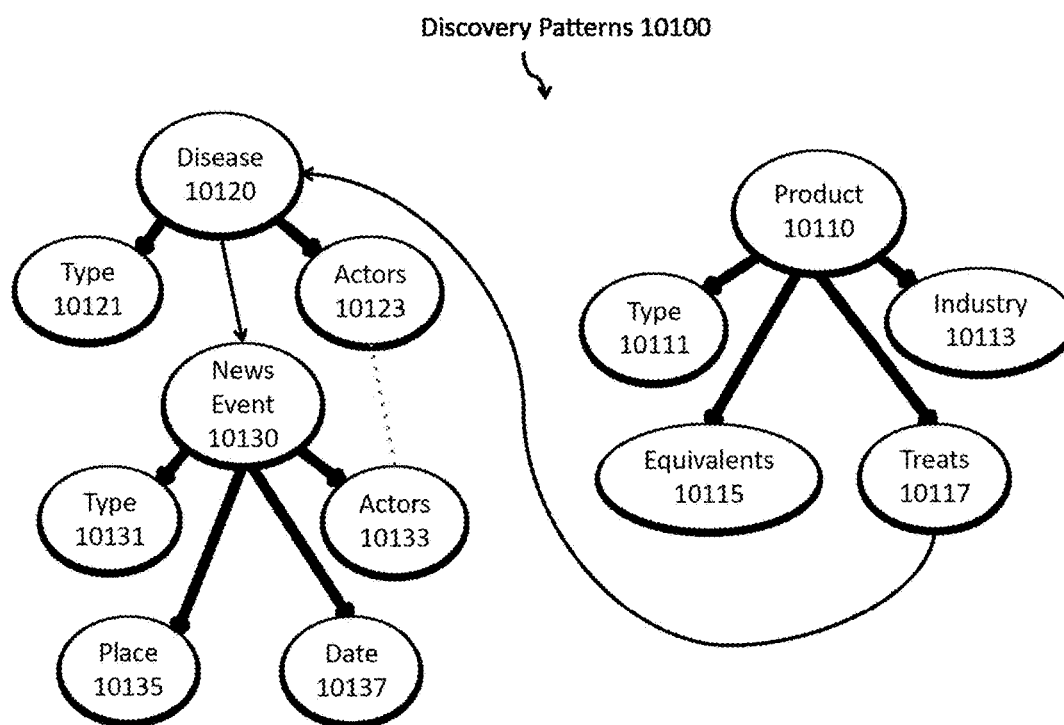 Discovery Patterns 10100
Disease
10120
Product
10110
Type
10121
Actors
10123
Type
10111
Industry
10113
News
Event
10130
Equivalents
10115
Treats
10117
Type
10131
Actors
10133
Place
10135
Date
10137